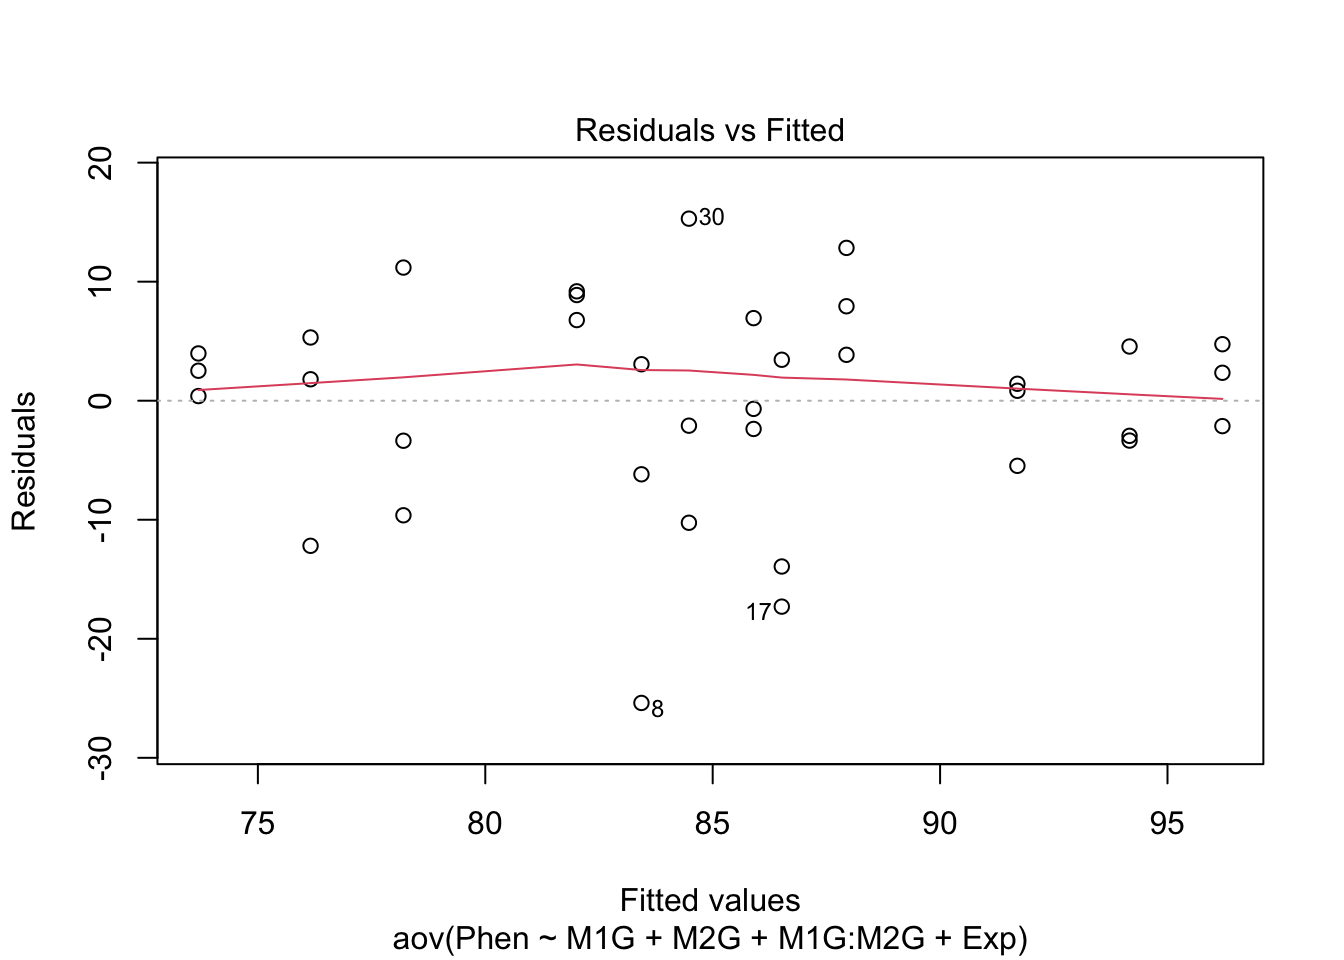 Residuals vs Fitted
20
10
0
-10
-20
-30
Residuals
30
17
8
75 80 85 90 95
Fitted values
aov(Phen ~ M1G + M2G + M1G:M2G + Exp)